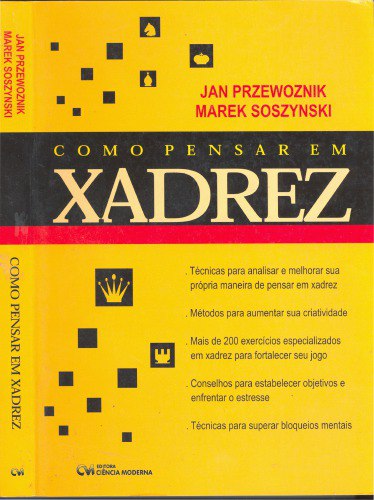 JAN PRZEWOZNIK
MAREK SOSZYNSKI
COMO PENSAR EM XADREZ
CM
JAN PRZEWOZNIK
MAREK SOSZYNSKI
COMO PENSAR EM
XADREZ
. Técnicas para analisar e melhorar sua
própria maneira de pensar em xadrez
. Métodos para aumentar sua criatividade
. Mais de 200 exercícios especializados
em xadrez para fortalecer seu jogo
. Conselhos para estabelecer objetivos e
enfrentar o estresse
. Técnicas para superar bloqueios mentais
CM
EDITORA
CIÊNCIA MODERNA